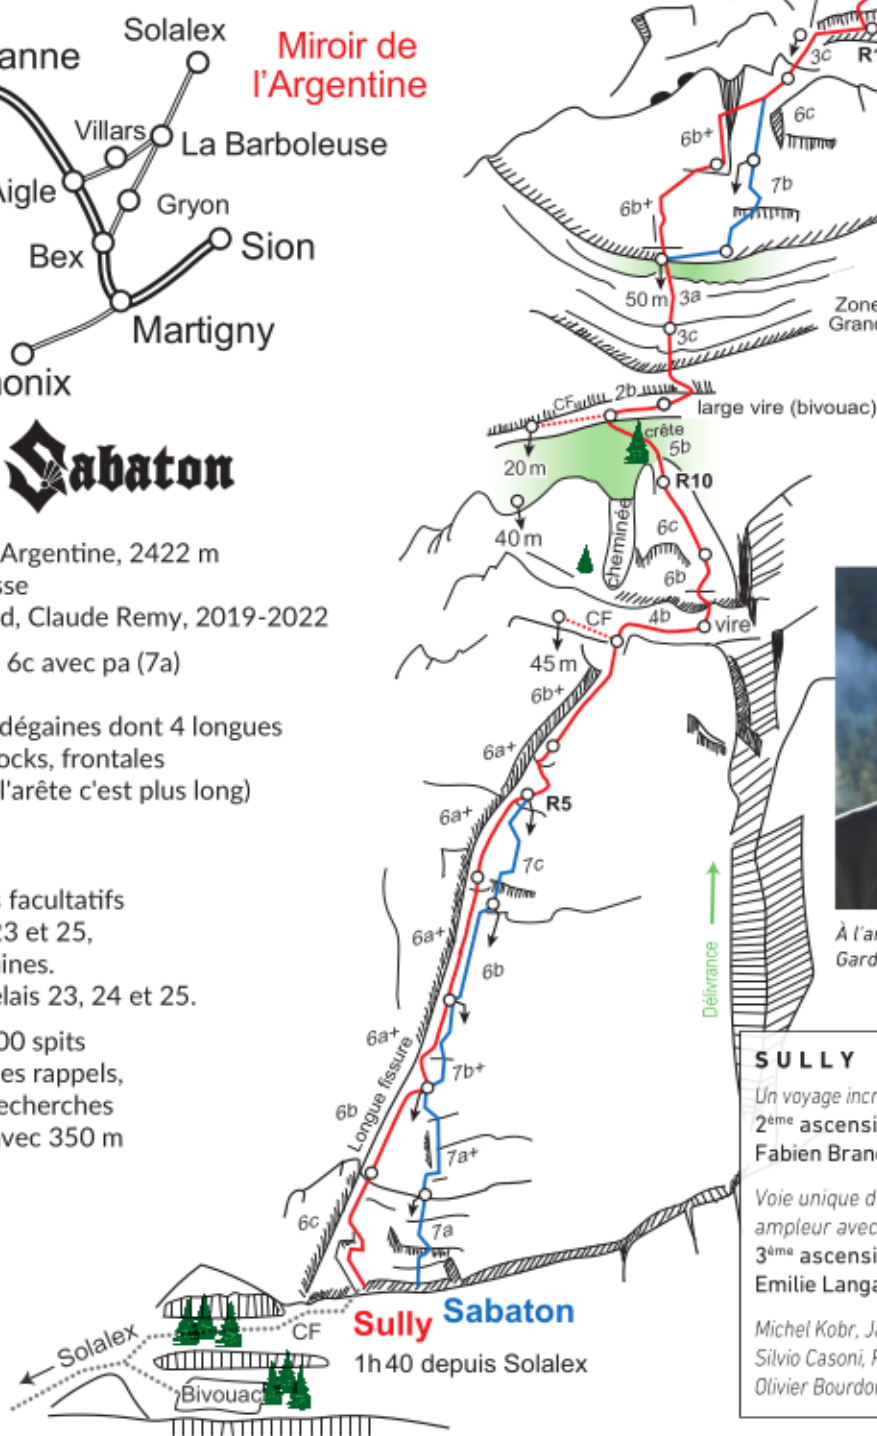 Solalex
Miroir de
l'Argentine
anne
Villars
La Barboleuse
Aigle
Gryon
Bex
Sion
Martigny
onix
Sabaton
Argentine, 2422 m
sse
d, Claude Remy, 2019-2022
6c avec pa (7a)
dégaines dont 4 longues
ocks, frontales
l'arête c'est plus long)
s facultatifs
23 et 25,
aines.
elais 23, 24 et 25.
00 spits
es rappels,
echerches
avec 350 m
3c
R1
6c
6b+
7b
6b+
50 m
3a
3c
Zone
Grand
2b
CF
large vire (bivouac)
crête
5b
20 m
R10
cheminée
6c
40 m
6b
CF
4b
vire
45 m
6b+
6a+
R5
6a+
7c
6a+
6b
Délivrance
6a+
7b+
6b
Longue fissure
7a+
6c
7a
Sully
Sabaton
CF
Solalex
1h40 depuis Solalex
Bivouac
À l'ar
Gard
SULLY
Un voyage incr
2ème ascensi
Fabien Bran
Voie unique d
ampleur avec
3ème ascensi
Emilie Langa
Michel Kobr, Ja
Silvio Casoni,
Olivier Bourdo